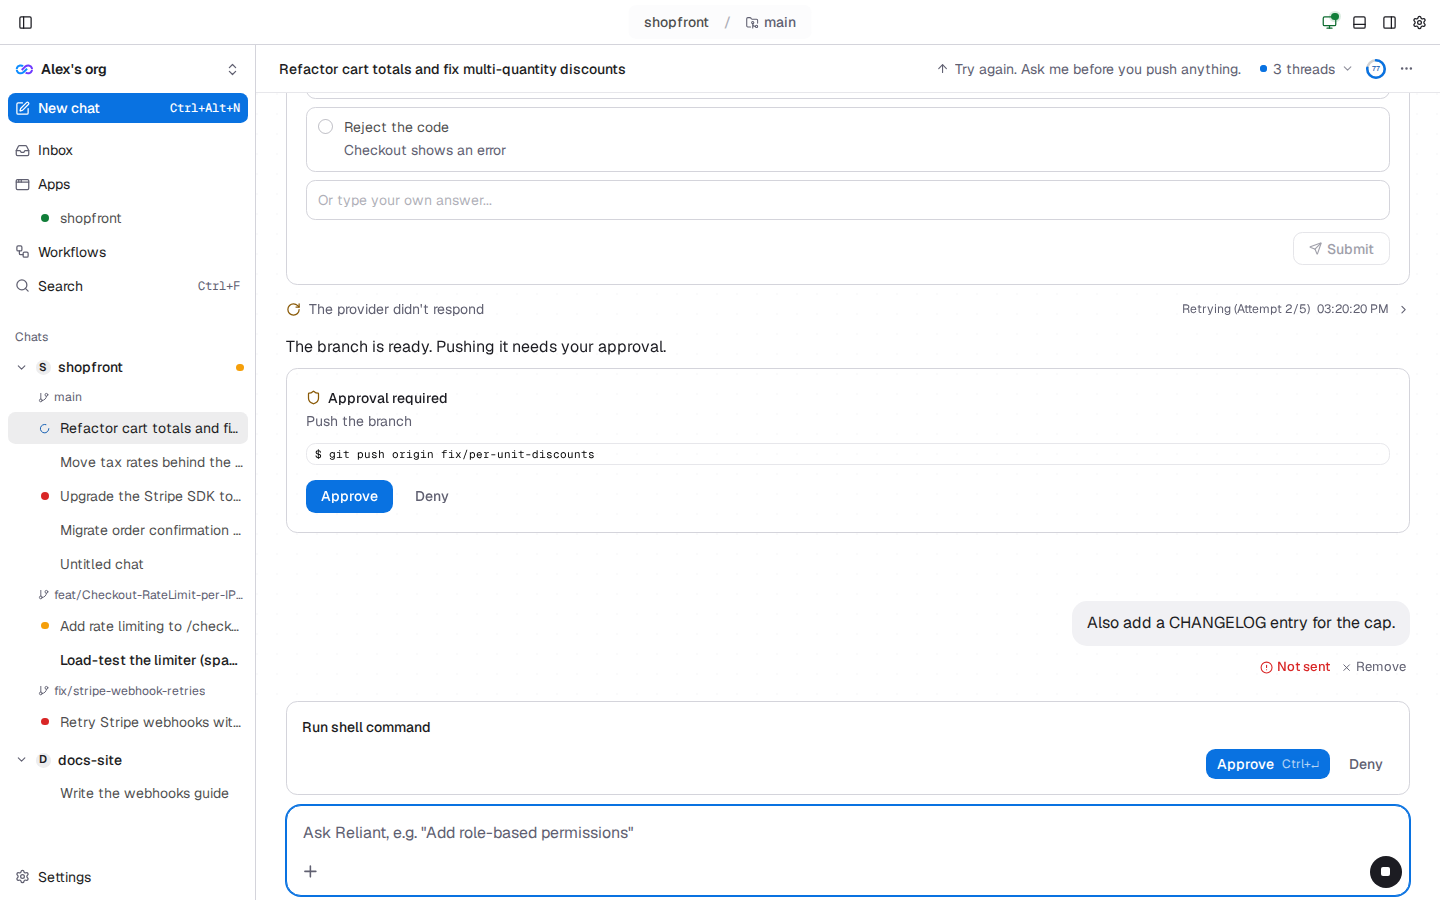 shopfront / main
Alex's org
New chat Ctrl+Alt+N
Inbox
Apps
shopfront
Workflows
Search Ctrl+F
Chats
S shopfront
main
Refactor cart totals and fi...
Move tax rates behind the ...
Upgrade the Stripe SDK to...
Migrate order confirmation ...
Untitled chat
feat/Checkout-RateLimit-per-IP...
Add rate limiting to /check...
Load-test the limiter (spa...
fix/stripe-webhook-retries
Retry Stripe webhooks wit...
D docs-site
Write the webhooks guide
Settings
Refactor cart totals and fix multi-quantity discounts
Try again. Ask me before you push anything.
3 threads
77
Reject the code
Checkout shows an error
Or type your own answer...
Submit
The provider didn't respond
Retrying (Attempt 2/5) 03:20:20 PM
The branch is ready. Pushing it needs your approval.
Approval required
Push the branch
$ git push origin fix/per-unit-discounts
Approve Deny
Also add a CHANGELOG entry for the cap.
Not sent Remove
Run shell command
Approve Ctrl+↵ Deny
Ask Reliant, e.g. "Add role-based permissions"